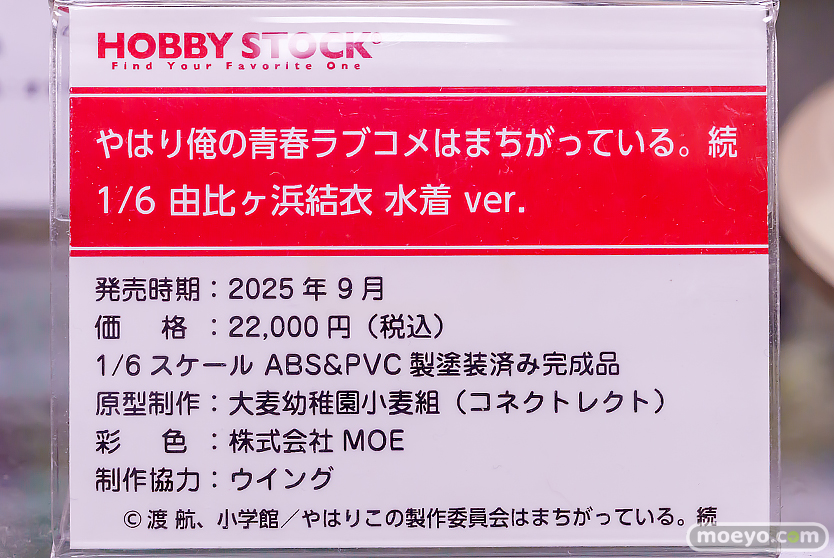 HOBBY STOCK®
Find Your Favorite One
やはり俺の青春ラブコメはまちがっている。続
1/6 由比ヶ浜結衣 水着 ver.
発売時期：2025 年 9 月
価　格：22,000 円（税込）
1/6 スケール ABS&PVC 製塗装済み完成品
原型制作：大麦幼稚園小麦組（コネクトレクト）
彩　色：株式会社 MOE
制作協力：ウイング
©渡 航、小学館／やはりこの製作委員会はまちがっている。続
moeyo.com